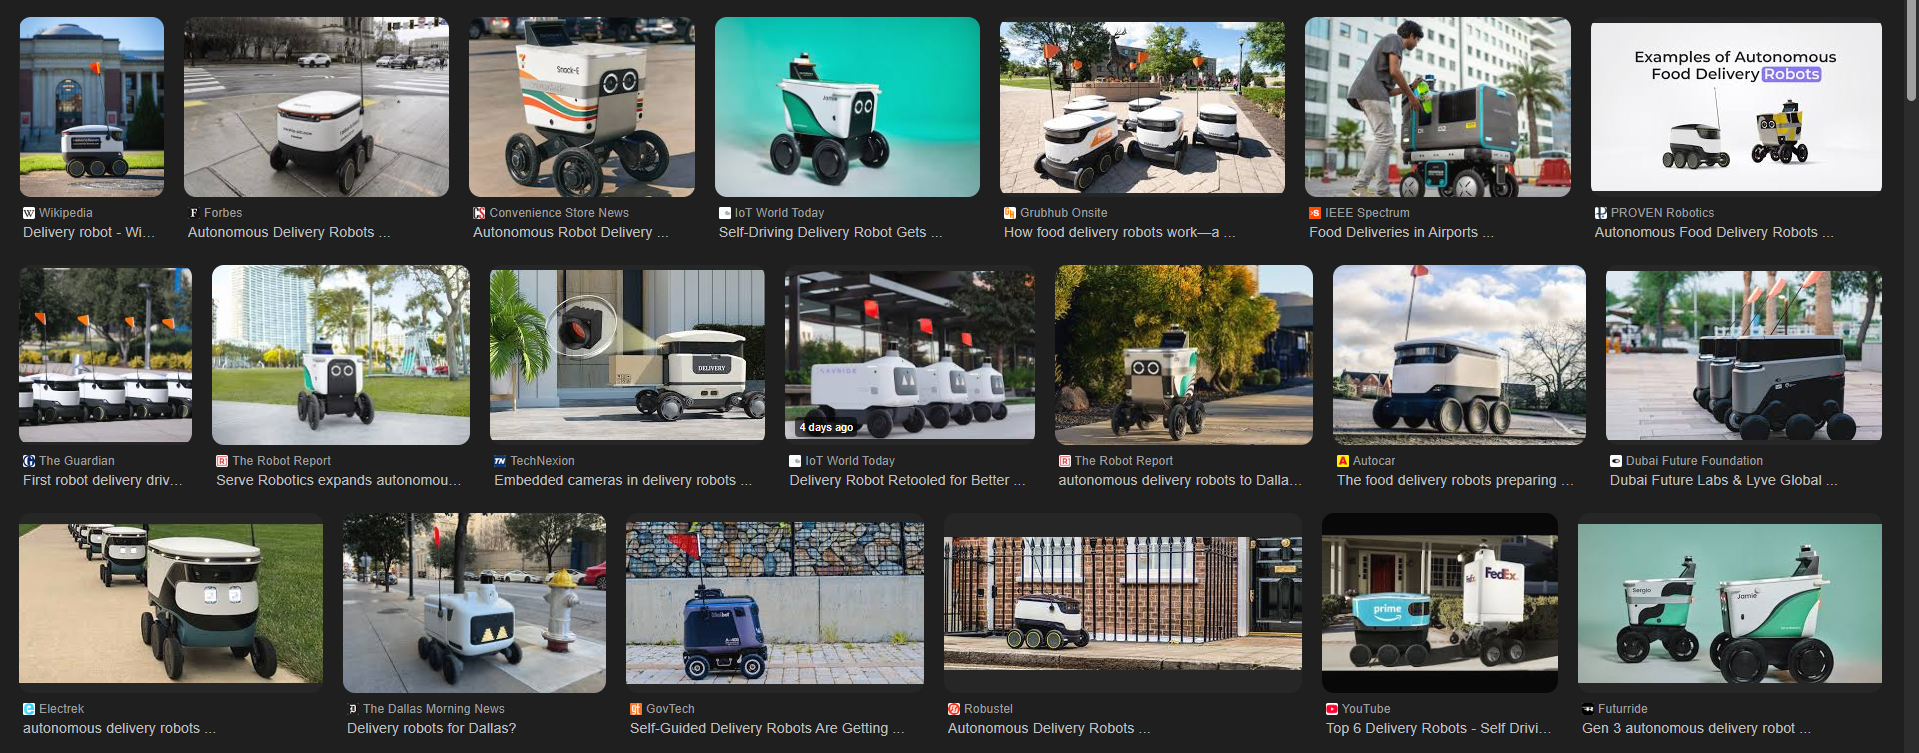 Snack-E
Jamie
Examples of Autonomous
Food Delivery Robots
Wikipedia
Delivery robot - Wi...
Forbes
Autonomous Delivery Robots ...
Convenience Store News
Autonomous Robot Delivery ...
IoT World Today
Self-Driving Delivery Robot Gets ...
Grubhub Onsite
How food delivery robots work—a ...
IEEE Spectrum
Food Deliveries in Airports ...
PROVEN Robotics
Autonomous Food Delivery Robots ...
DELIVERY
4 days ago
The Guardian
First robot delivery driv...
The Robot Report
Serve Robotics expands autonomou...
TechNexion
Embedded cameras in delivery robots ...
IoT World Today
Delivery Robot Retooled for Better ...
The Robot Report
autonomous delivery robots to Dalla...
Autocar
The food delivery robots preparing ...
Dubai Future Foundation
Dubai Future Labs & Lyve Global ...
prime
FedEx
FedEx
Sergio
Jamie
Electrek
autonomous delivery robots ...
The Dallas Morning News
Delivery robots for Dallas?
GovTech
Self-Guided Delivery Robots Are Getting ...
Robustel
Autonomous Delivery Robots ...
YouTube
Top 6 Delivery Robots - Self Drivi...
Futurride
Gen 3 autonomous delivery robot ...